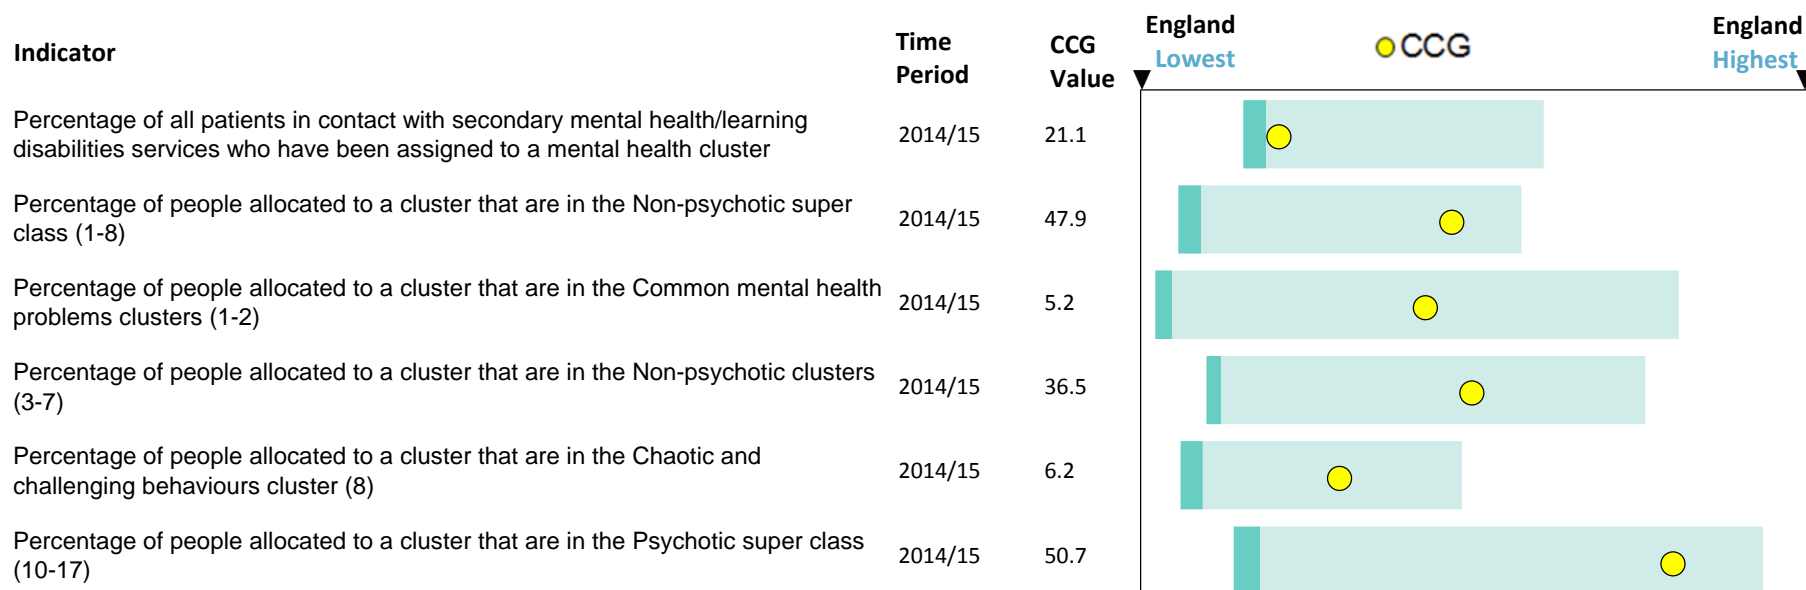 Indicator
Time Period
CCG Value
England Lowest
CCG
England Highest
Percentage of all patients in contact with secondary mental health/learning
disabilities services who have been assigned to a mental health cluster
2014/15
21.1
Percentage of people allocated to a cluster that are in the Non-psychotic super
class (1-8)
2014/15
47.9
Percentage of people allocated to a cluster that are in the Common mental health
problems clusters (1-2)
2014/15
5.2
Percentage of people allocated to a cluster that are in the Non-psychotic clusters
(3-7)
2014/15
36.5
Percentage of people allocated to a cluster that are in the Chaotic and
challenging behaviours cluster (8)
2014/15
6.2
Percentage of people allocated to a cluster that are in the Psychotic super class
(10-17)
2014/15
50.7